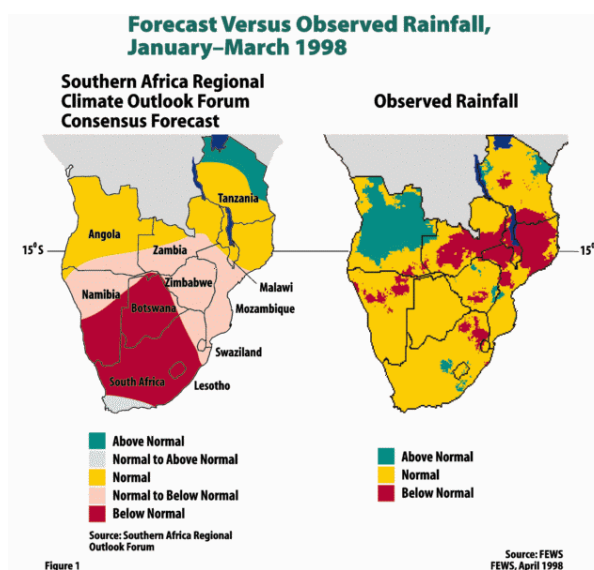 Forecast Versus Observed Rainfall,
January–March 1998
Southern Africa Regional
Climate Outlook Forum
Consensus Forecast
Observed Rainfall
Tanzania
Angola
15°S
Zambia
15°
Malawi
Zimbabwe
Namibia
Botswana
Mozambique
Swaziland
South Africa
Lesotho
Above Normal
Normal to Above Normal
Normal
Normal to Below Normal
Below Normal
Above Normal
Normal
Below Normal
Source: Southern Africa Regional
Outlook Forum
Source: FEWS
Figure 1
FEWS, April 1998